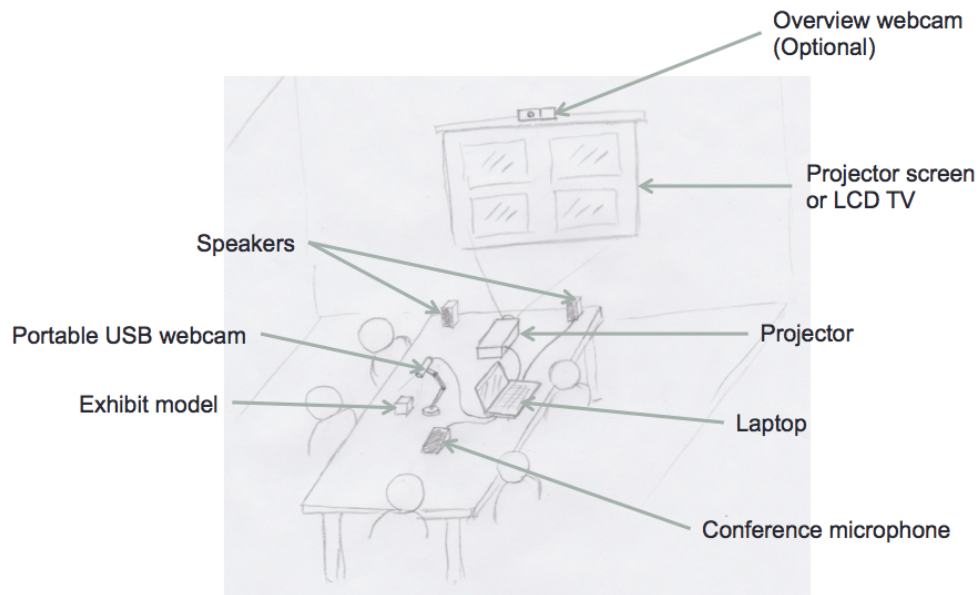 Overview webcam
(Optional)
Projector screen
or LCD TV
Speakers
Portable USB webcam
Projector
Exhibit model
Laptop
Conference microphone